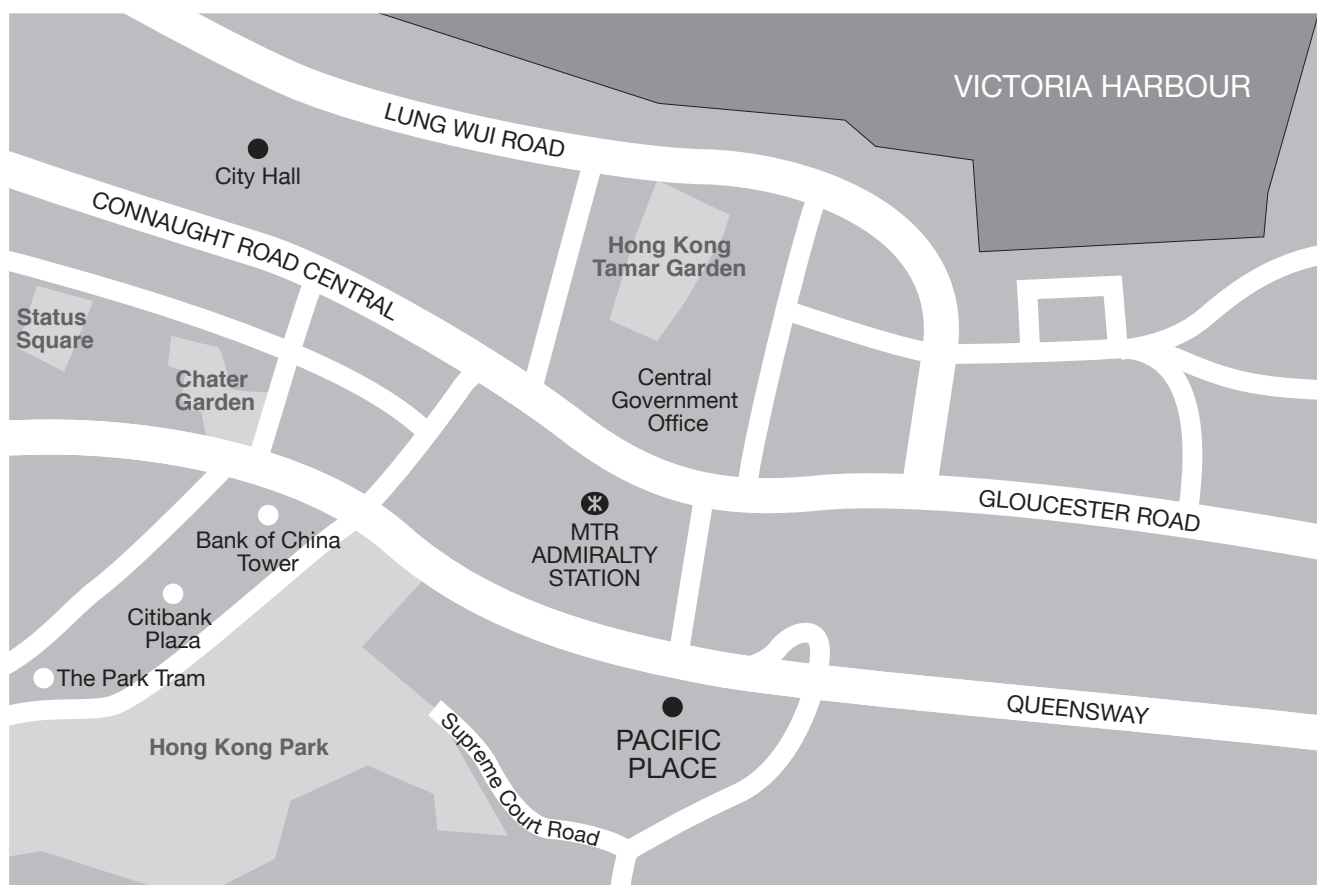 VICTORIA HARBOUR
LUNG WUI ROAD
City Hall
CONNAUGHT ROAD CENTRAL
Hong Kong
Tamar Garden
Status
Square
Chater
Garden
Central
Government
Office
GLOUCESTER ROAD
MTR
ADMIRALTY
STATION
Bank of China
Tower
Citibank
Plaza
The Park Tram
QUEENSWAY
Hong Kong Park
PACIFIC
PLACE
Supreme Court Road